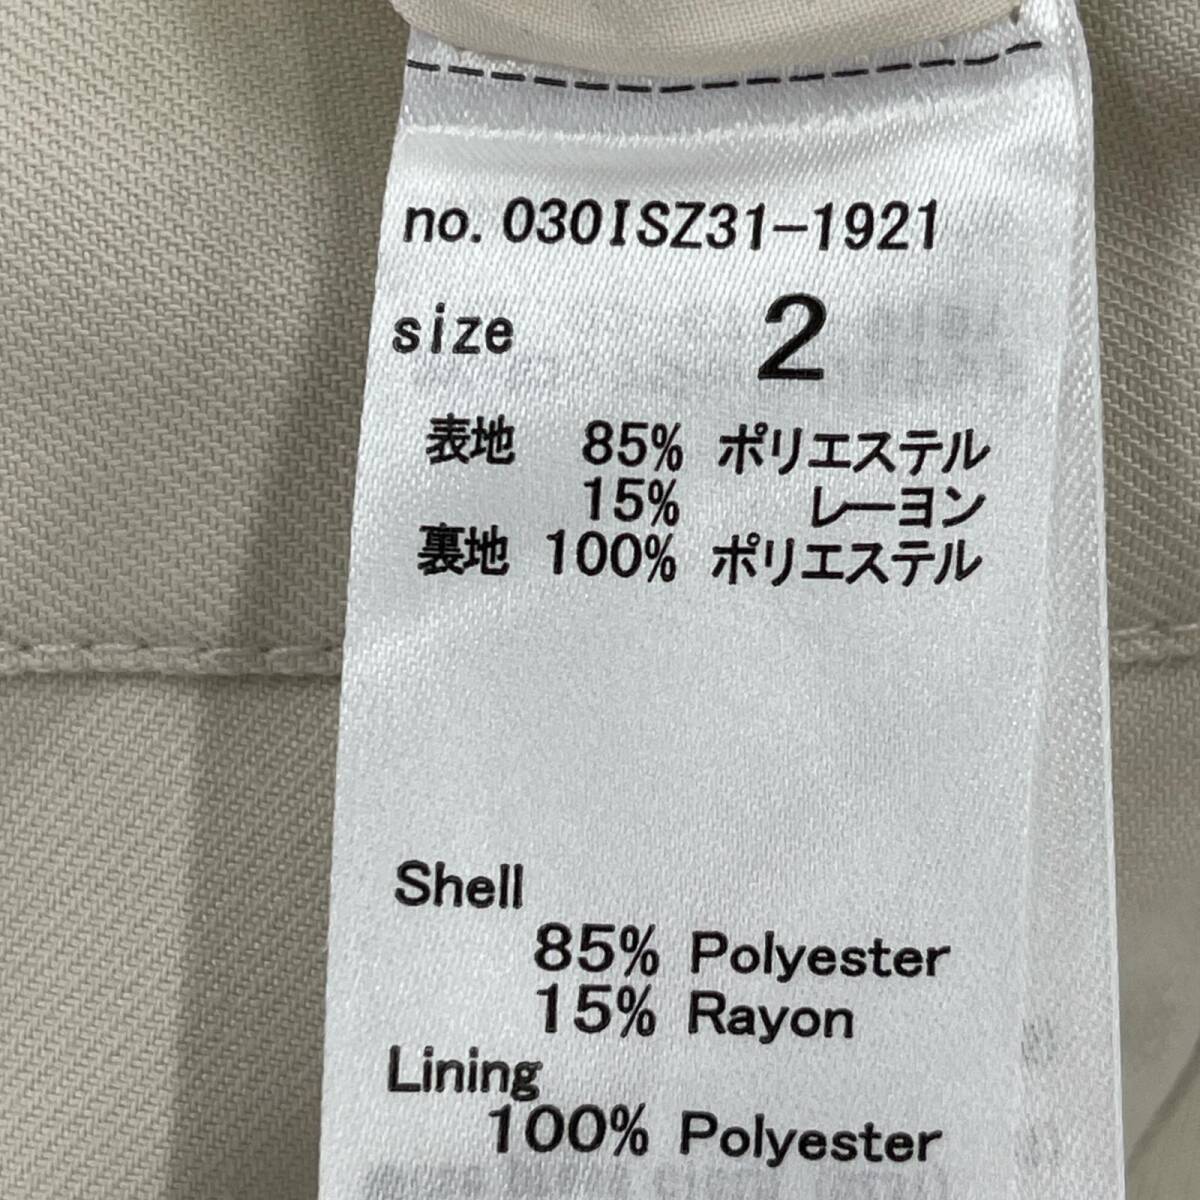 no. 030ISZ31-1921
size 2
表地 85% ポリエステル
15% レーヨン
裏地 100% ポリエステル
Shell
85% Polyester
15% Rayon
Lining
100% Polyester